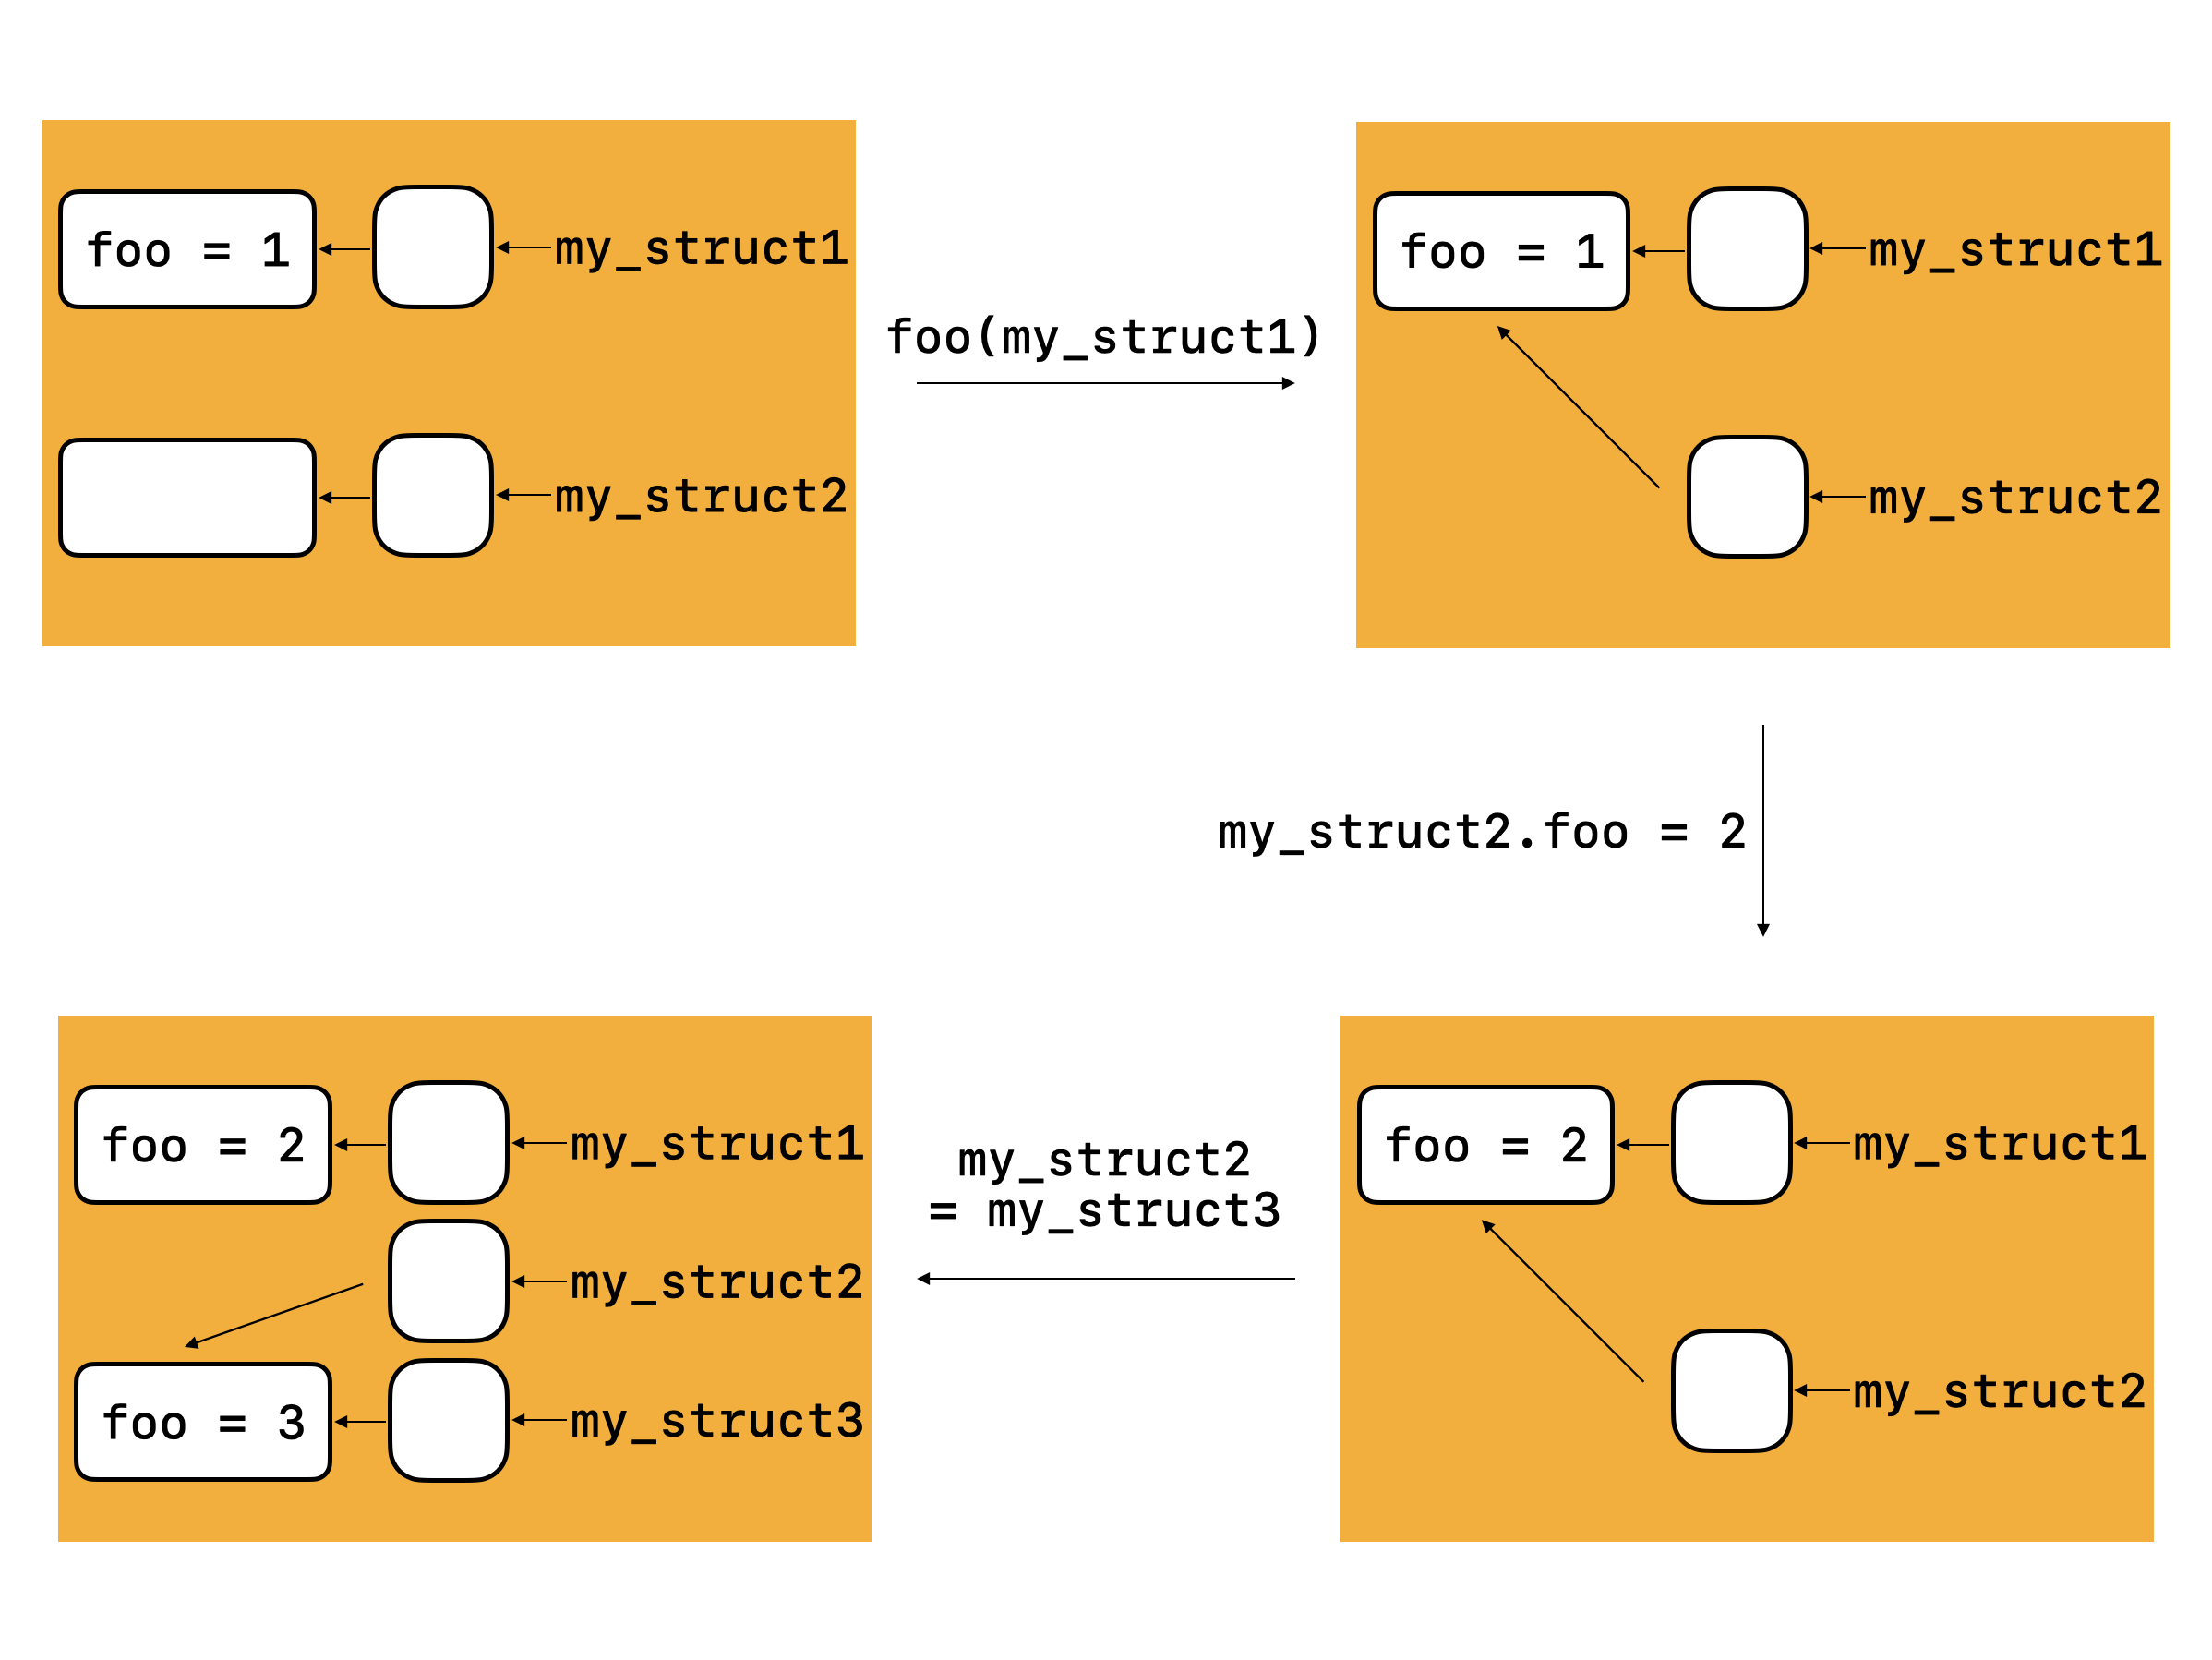 foo = 1
my_struct1
my_struct2
foo(my_struct1)
foo = 1
my_struct1
my_struct2
my_struct2.foo = 2
foo = 2
my_struct1
my_struct2
my_struct2
= my_struct3
foo = 2
my_struct1
my_struct2
foo = 3
my_struct3